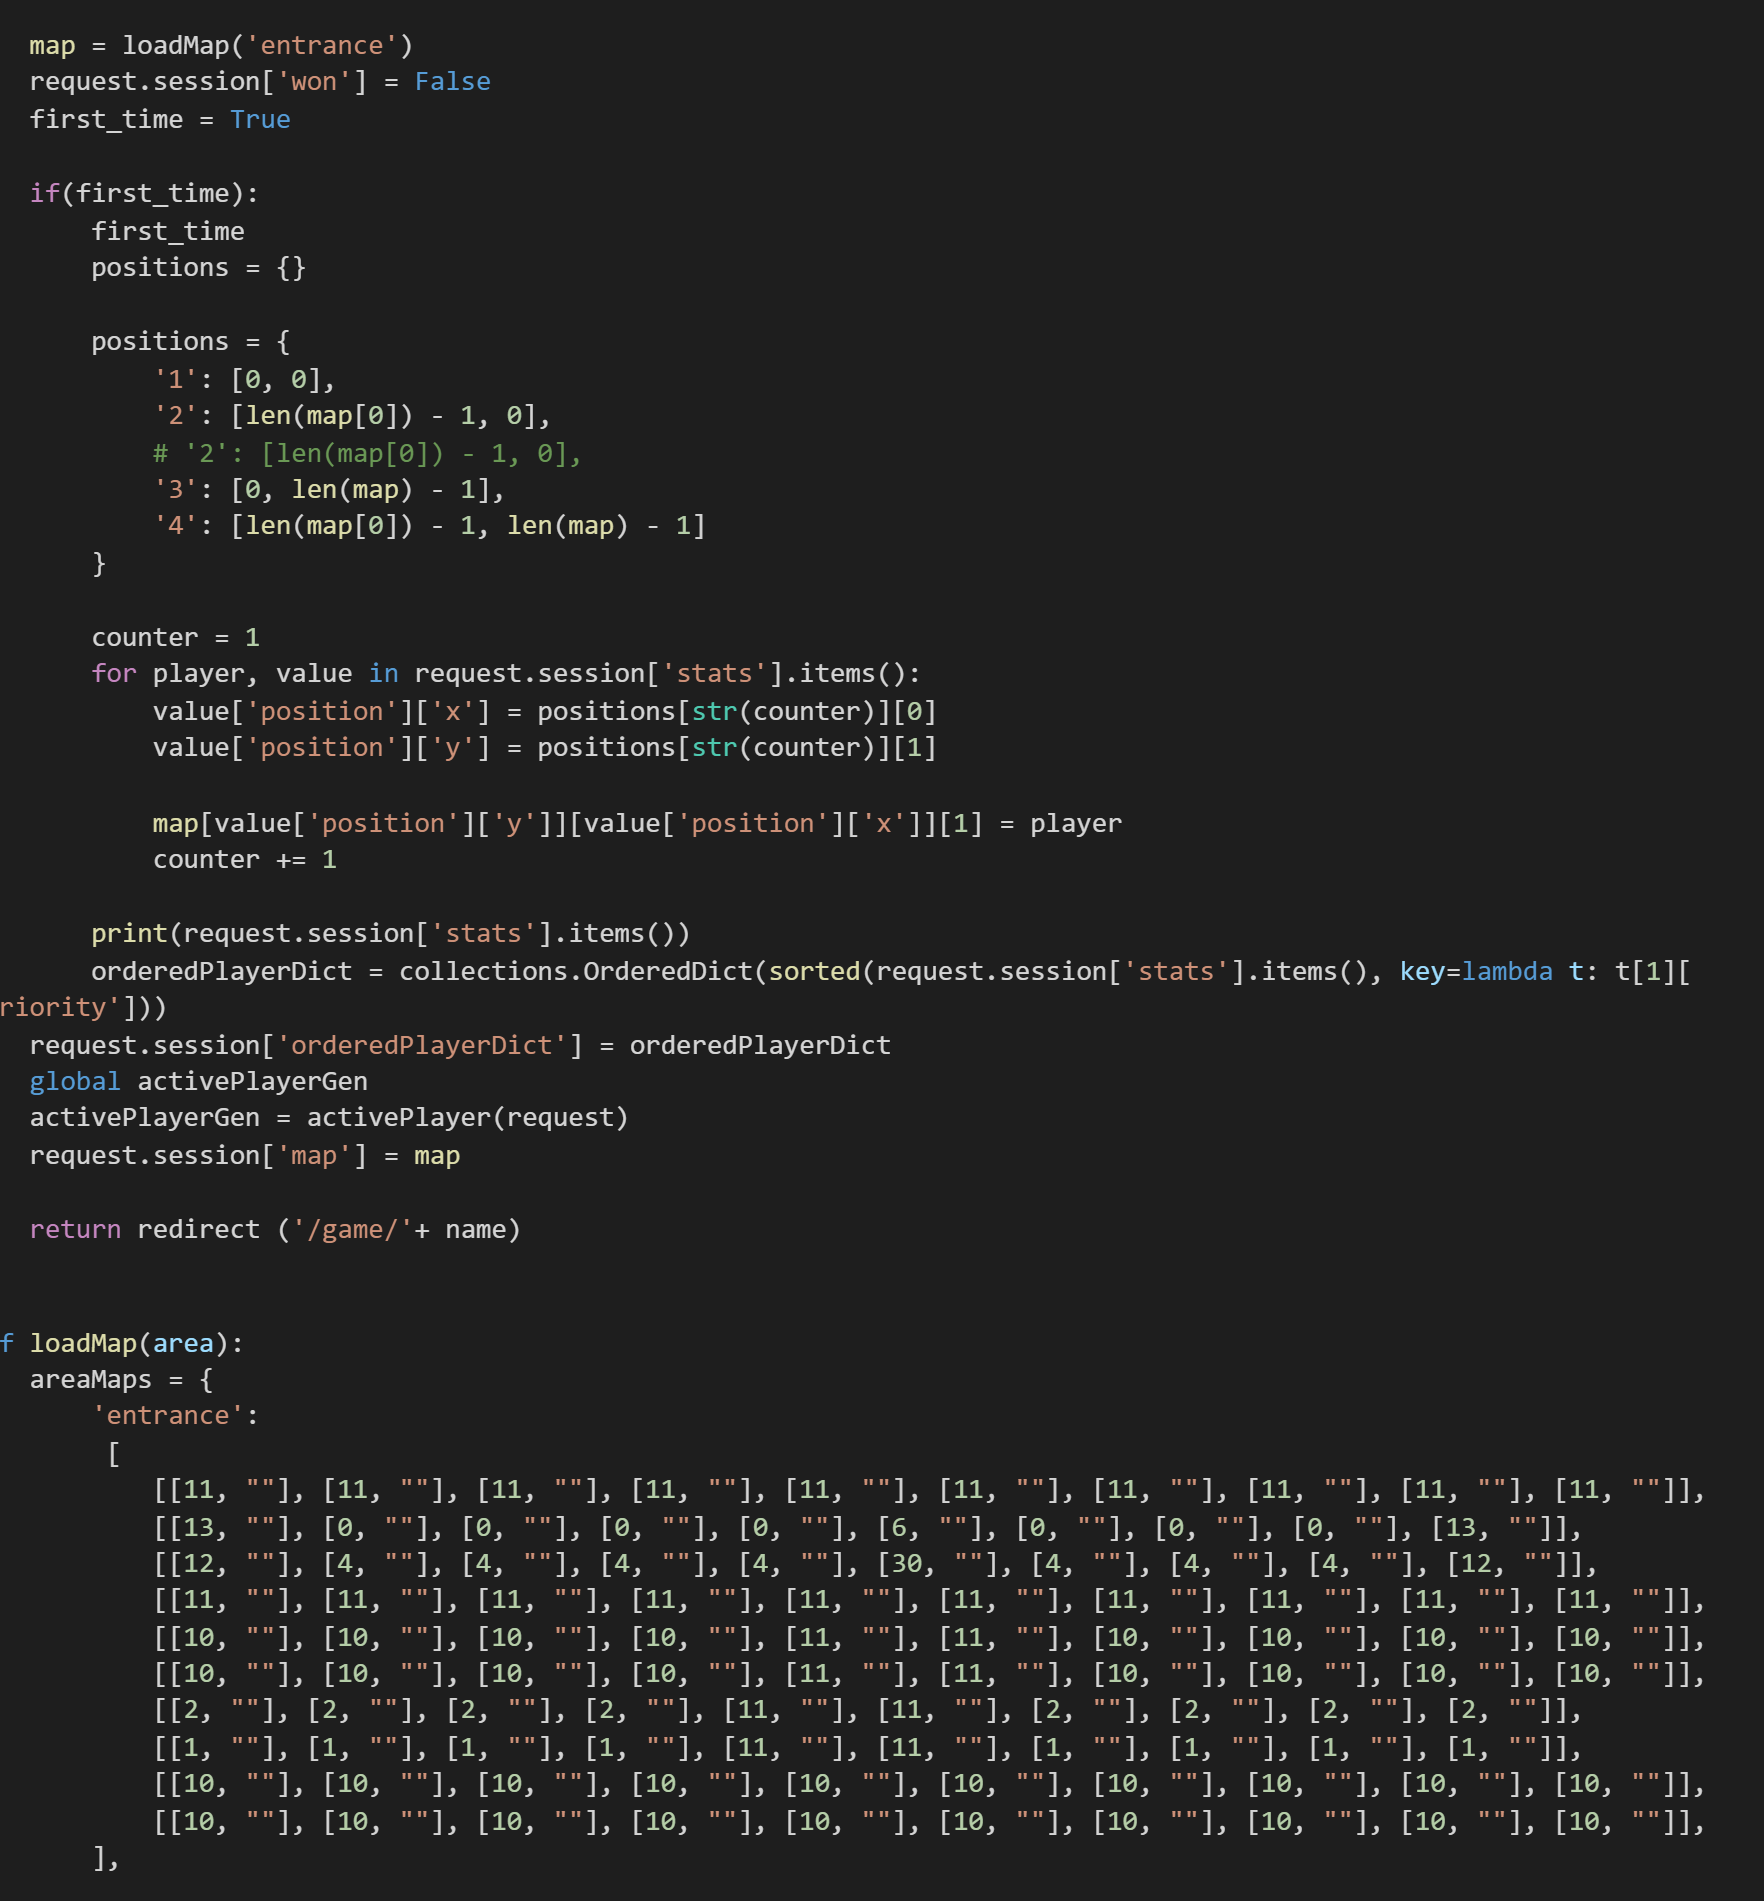 map = loadMap('entrance')
request.session['won'] = False
first_time = True
if(first_time):
first_time
positions = {}
positions = {
'1': [0, 0],
'2': [len(map[0]) - 1, 0],
# '2': [len(map[0]) - 1, 0],
'3': [0, len(map) - 1],
'4': [len(map[0]) - 1, len(map) - 1]
}
counter = 1
for player, value in request.session['stats'].items():
value['position']['x'] = positions[str(counter)][0]
value['position']['y'] = positions[str(counter)][1]
map[value['position']['y']][value['position']['x']][1] = player
counter += 1
print(request.session['stats'].items())
orderedPlayerDict = collections.OrderedDict(sorted(request.session['stats'].items(), key=lambda t: t[1][
riority']))
request.session['orderedPlayerDict'] = orderedPlayerDict
global activePlayerGen
activePlayerGen = activePlayer(request)
request.session['map'] = map
return redirect ('/game/'+ name)
f loadMap(area):
areaMaps = {
'entrance':
[
[[11, ""], [11, ""], [11, ""], [11, ""], [11, ""], [11, ""], [11, ""], [11, ""], [11, ""], [11, ""]],
[[13, ""], [0, ""], [0, ""], [0, ""], [0, ""], [6, ""], [0, ""], [0, ""], [0, ""], [13, ""]],
[[12, ""], [4, ""], [4, ""], [4, ""], [4, ""], [30, ""], [4, ""], [4, ""], [4, ""], [12, ""]],
[[11, ""], [11, ""], [11, ""], [11, ""], [11, ""], [11, ""], [11, ""], [11, ""], [11, ""], [11, ""]],
[[10, ""], [10, ""], [10, ""], [10, ""], [11, ""], [11, ""], [10, ""], [10, ""], [10, ""], [10, ""]],
[[10, ""], [10, ""], [10, ""], [10, ""], [11, ""], [11, ""], [10, ""], [10, ""], [10, ""], [10, ""]],
[[2, ""], [2, ""], [2, ""], [2, ""], [11, ""], [11, ""], [2, ""], [2, ""], [2, ""], [2, ""]],
[[1, ""], [1, ""], [1, ""], [1, ""], [11, ""], [11, ""], [1, ""], [1, ""], [1, ""], [1, ""]],
[[10, ""], [10, ""], [10, ""], [10, ""], [10, ""], [10, ""], [10, ""], [10, ""], [10, ""], [10, ""]],
[[10, ""], [10, ""], [10, ""], [10, ""], [10, ""], [10, ""], [10, ""], [10, ""], [10, ""], [10, ""]],
],